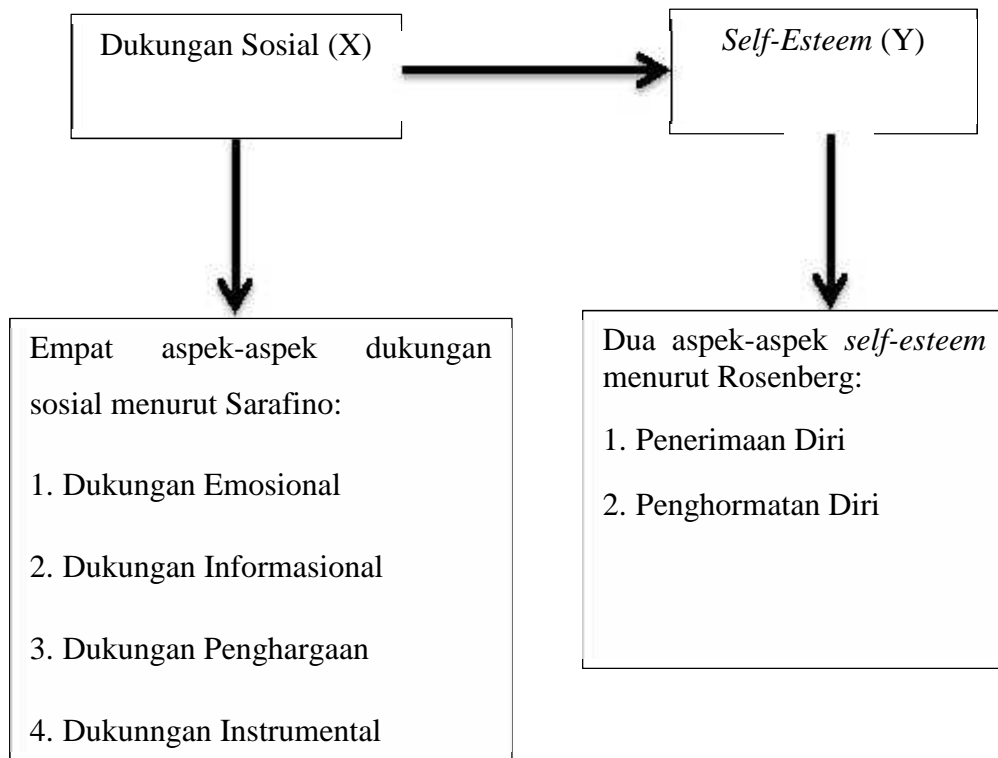 Dukungan Sosial (X)
Self-Esteem (Y)
Empat aspek-aspek dukungan
sosial menurut Sarafino:
1. Dukungan Emosional
2. Dukungan Informasional
3. Dukungan Penghargaan
4. Dukunngan Instrumental
Dua aspek-aspek self-esteem
menurut Rosenberg:
1. Penerimaan Diri
2. Penghormatan Diri